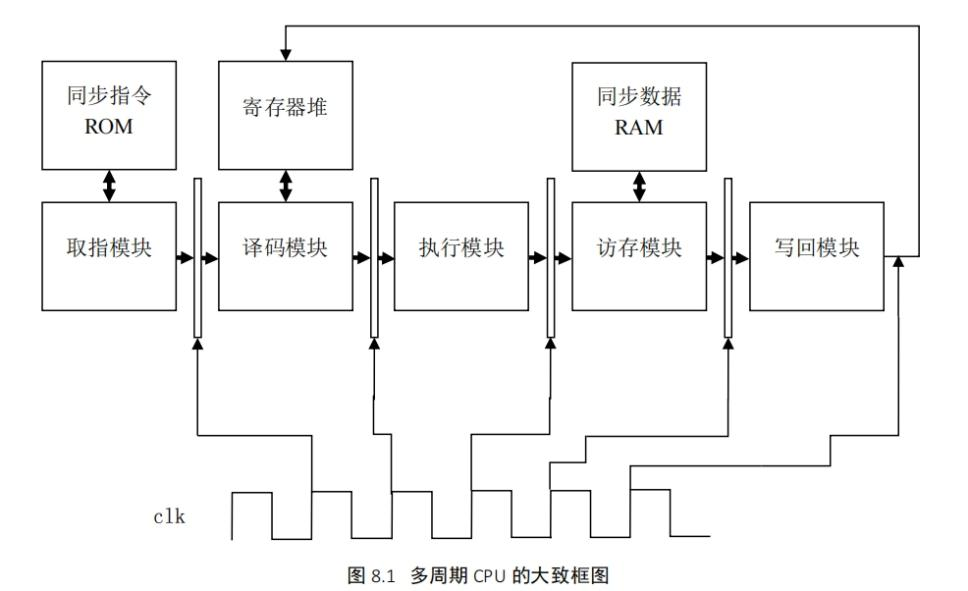 同步指令
ROM
寄存器堆
同步数据
RAM
取指模块
译码模块
执行模块
访存模块
写回模块
clk
图 8.1 多周期 CPU 的大致框图